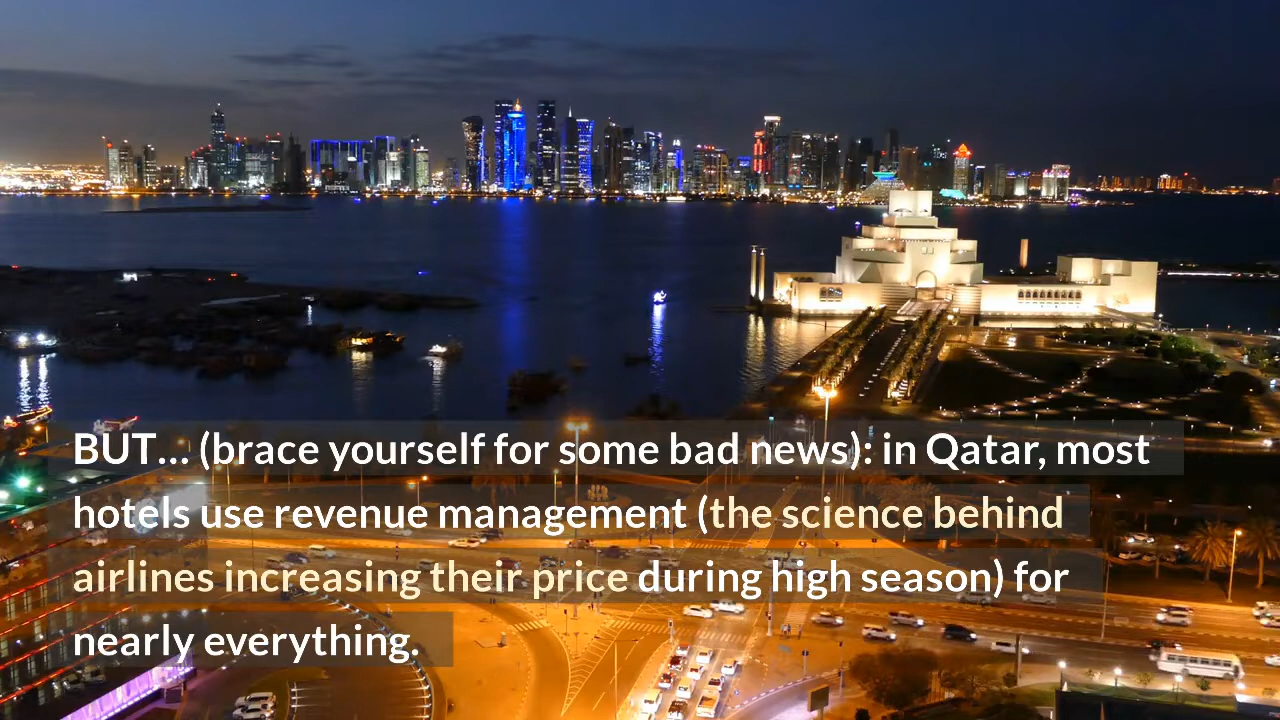 BUT... (brace yourself for some bad news): in Qatar, most
hotels use revenue management (the science behind
airlines increasing their price during high season) for
nearly everything.